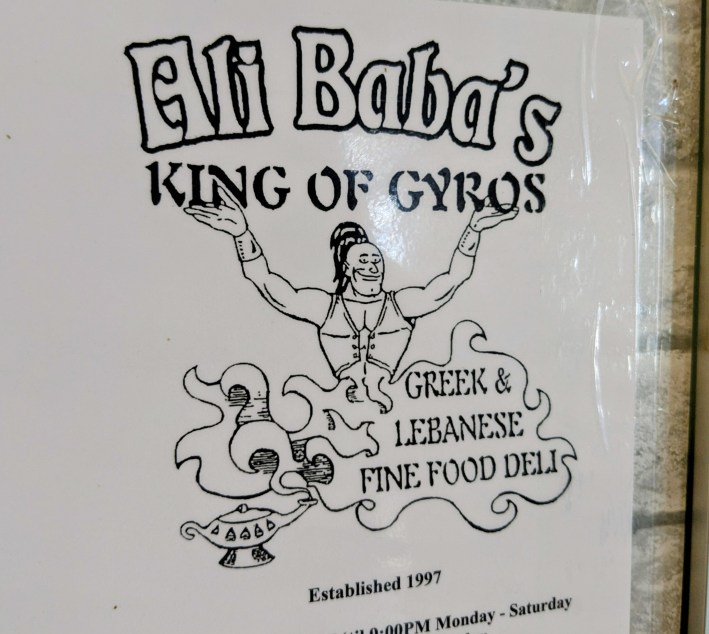 Ali Baba's
KING OF GYROS
GREEK &
LEBANESE
FINE FOOD DELI
Established 1997
9:00PM Monday - Saturday